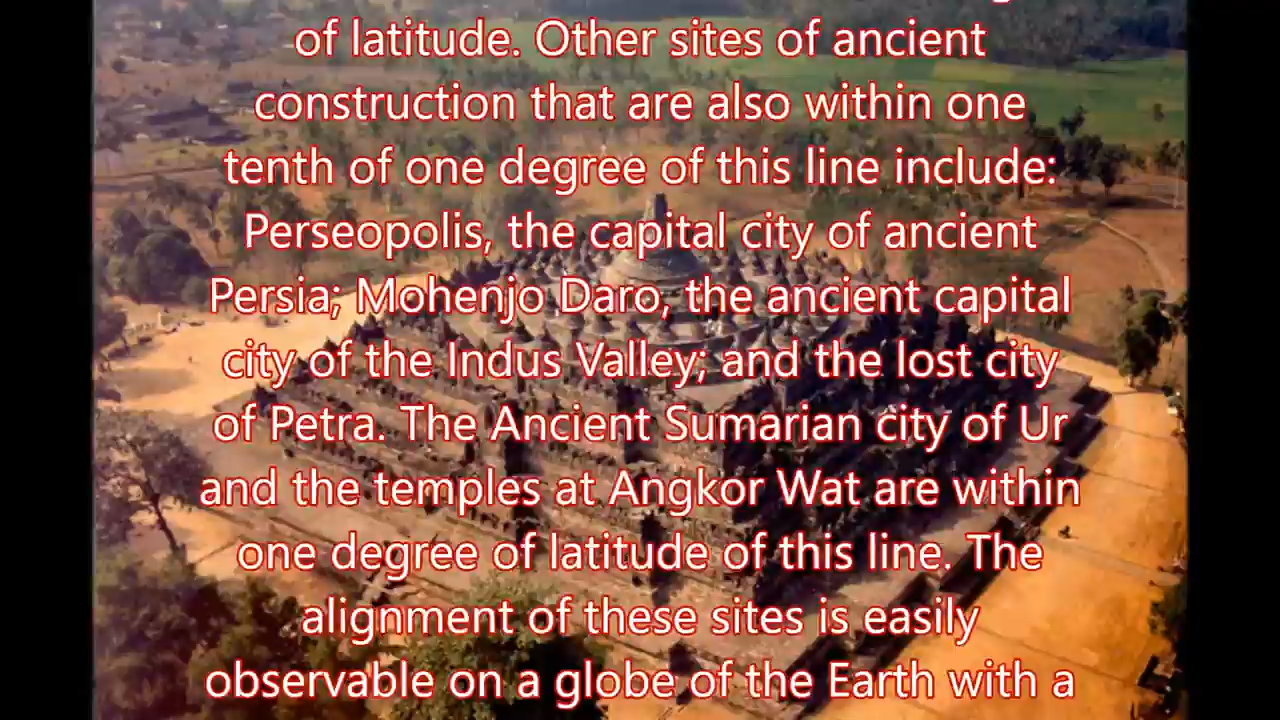 of latitude. Other sites of ancient
construction that are also within one
tenth of one degree of this line include:
Perseopolis, the capital city of ancient
Persia; Mohenjo Daro, the ancient capital
city of the Indus Valley; and the lost city
of Petra. The Ancient Sumarian city of Ur
and the temples at Angkor Wat are within
one degree of latitude of this line. The
alignment of these sites is easily
observable on a globe of the Earth with a